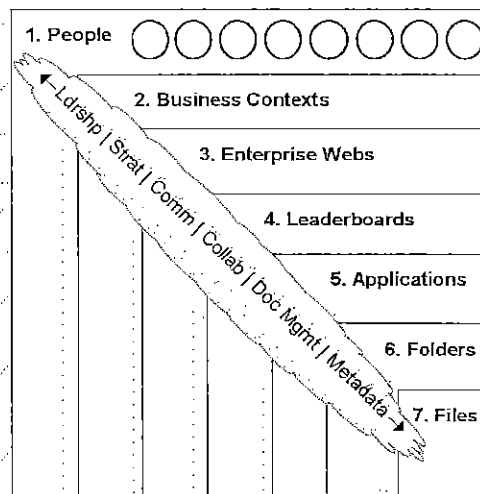 1. People
2. Business Contexts
3. Enterprise Webs
4. Leaderboards
5. Applications
6. Folders
7. Files
Ldrshp | Strat | Comm | Collab | Doc Mgmt | Metadata